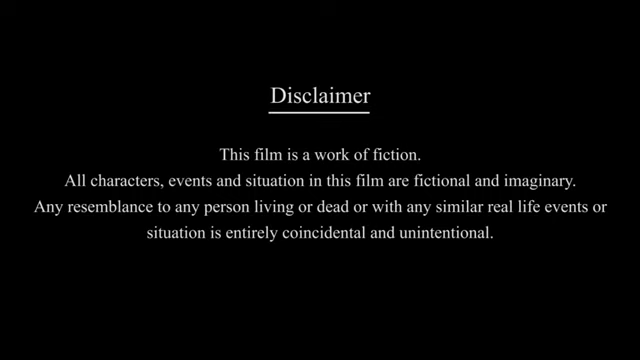 Disclaimer
This film is a work of fiction.
All characters, events and situation in this film are fictional and imaginary.
Any resemblance to any person living or dead or with any similar real life events or
situation is entirely coincidental and unintentional.